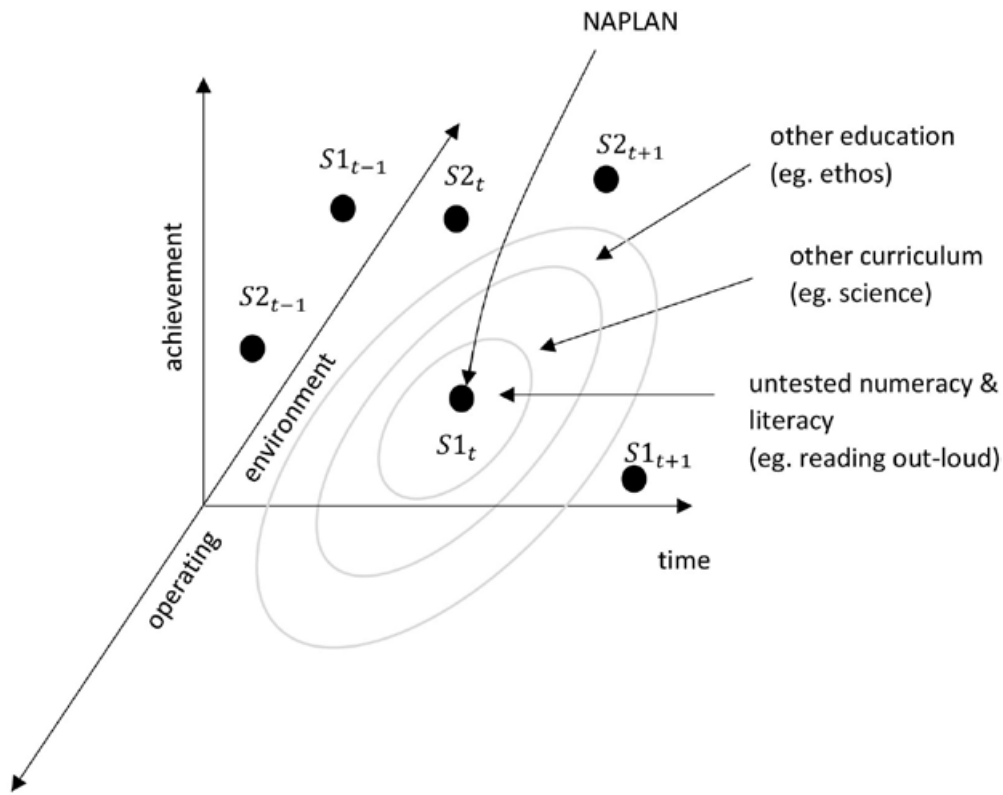 NAPLAN
other education
(eg. ethos)
S1ₜ₋₁
S2ₜ
S2ₜ₊₁
other curriculum
(eg. science)
S2ₜ₋₁
achievement
environment
untested numeracy &
literacy
(eg. reading out-loud)
S1ₜ
S1ₜ₊₁
operating
time